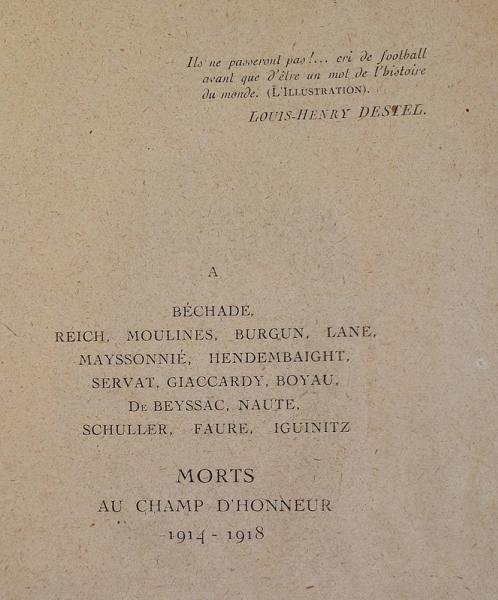 Ils ne passeront pas !... cri de football
avant que d'être un mot de l'histoire
du monde. (L'ILLUSTRATION).
LOUIS-HENRY DESTEL.
A
BÉCHADE,
REICH, MOULINES, BURGUN, LANE,
MAYSSONNIÉ, HENDEMBAIGHT,
SERVAT, GIACCARDY, BOYAU,
De BEYSSAC, NAUTE,
SCHULLER, FAURE, IGUINITZ
MORTS
AU CHAMP D'HONNEUR
1914 - 1918